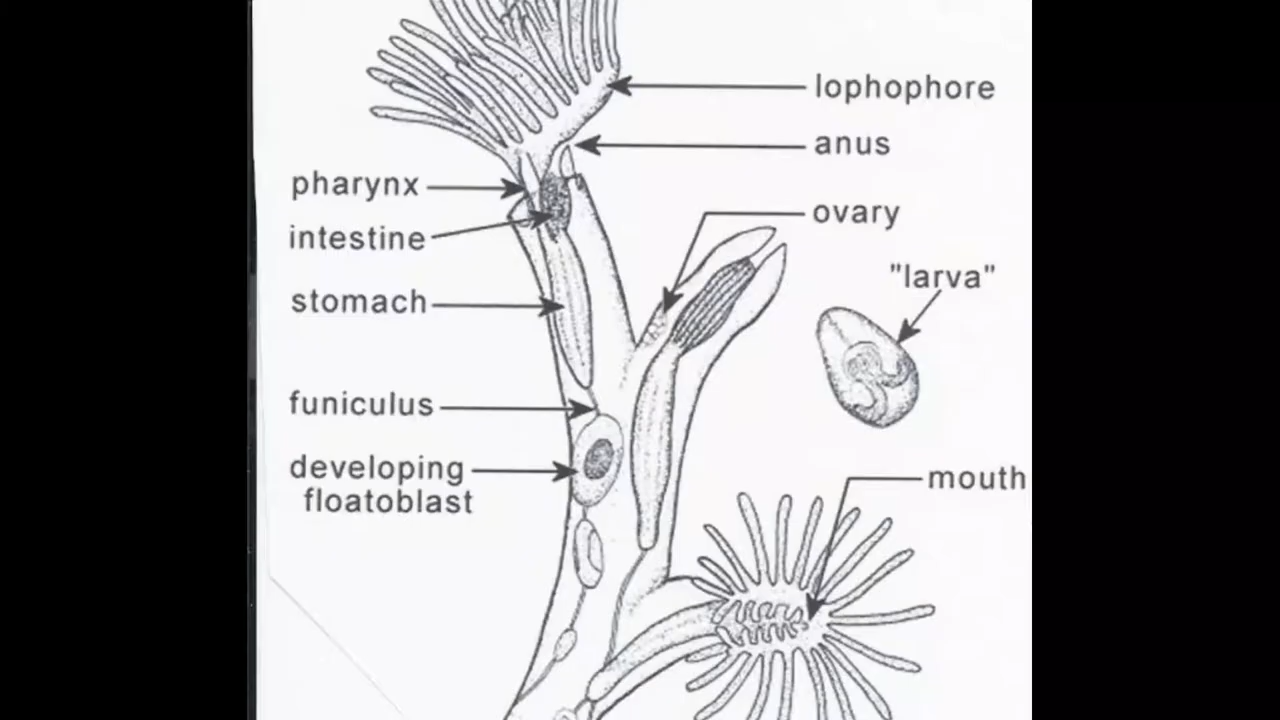 lophophore
anus
pharynx
ovary
intestine
"larva"
stomach
funiculus
developing
floatoblast
mouth